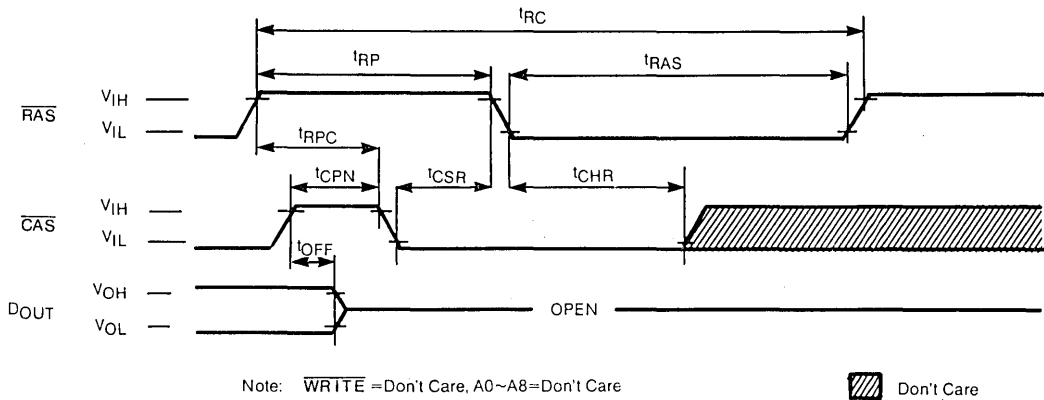 tRC
tRP
tRAS
RAS
VIH
VIL
tRPC
tCPN
tCSR
tCHR
CAS
VIH
VIL
tOFF
DOUT
VOH
VOL
OPEN
Note: WRITE =Don't Care, A0~A8=Don't Care
Don't Care